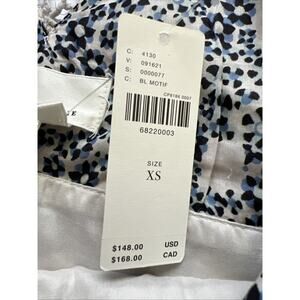 C: 4130
V: 091621
S: 0000077
C: BL MOTIF
CP8186 0007
68220003
SIZE
XS
$148.00 USD
$168.00 CAD